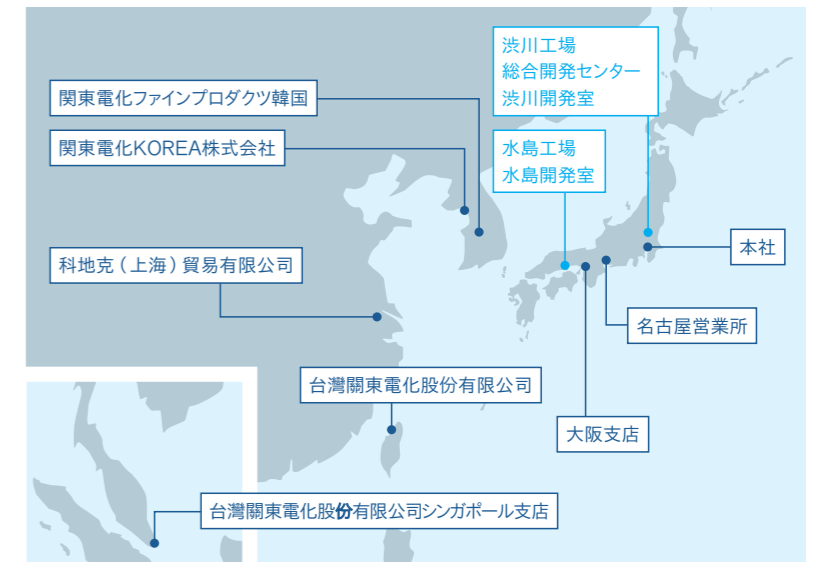 渋川工場
総合開発センター
渋川開発室
関東電化ファインプロダクツ韓国
関東電化KOREA株式会社
水島工場
水島開発室
本社
科地克（上海）貿易有限公司
名古屋営業所
台灣關東電化股份有限公司
大阪支店
台灣關東電化股份有限公司シンガポール支店